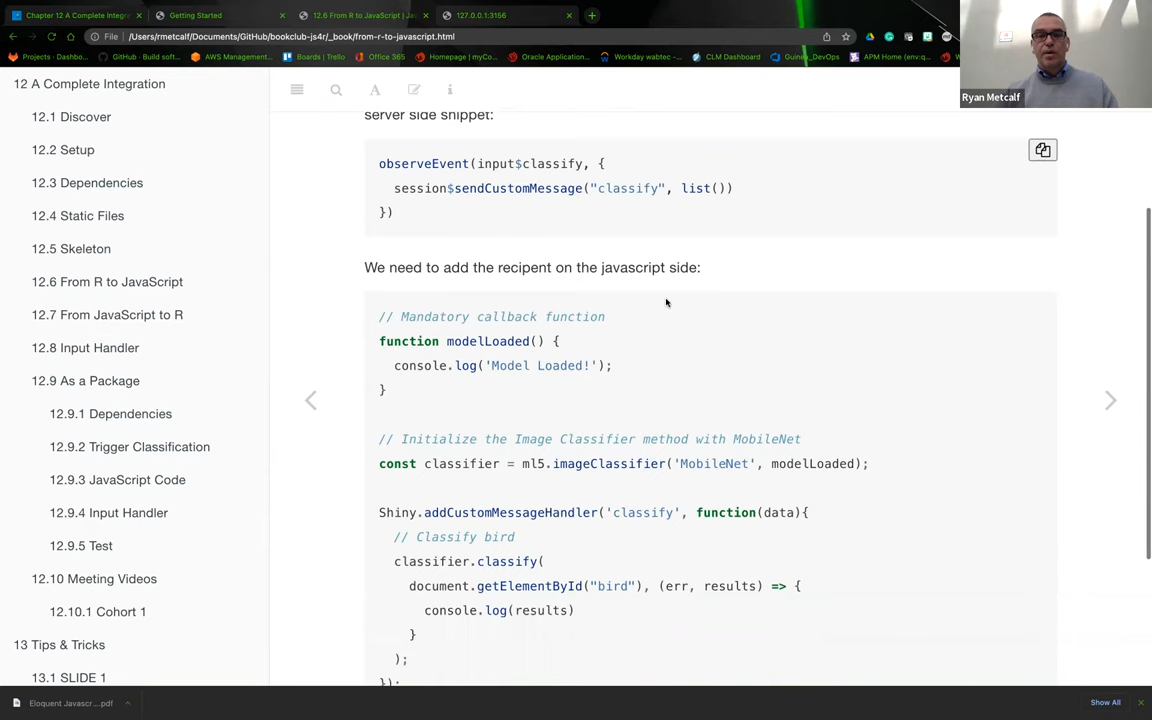 Chapter 12 A Complete Integra
Getting Started
12.6 From R to JavaScript | Jav
127.0.0.1:3156
File
/Users/rmetcalf/Documents/GitHub/bookclub-js4r/_book/from-r-to-javascript.html
Projects · Dashbo...
GitHub · Build soft...
AWS Management...
Boards | Trello
Office 365
Homepage | myCo...
Oracle Application...
Workday wabtec -...
CLM Dashboard
Guinea_DevOps
APM Home (env:q...
Ryan Metcalf
12 A Complete Integration
12.1 Discover
12.2 Setup
12.3 Dependencies
12.4 Static Files
12.5 Skeleton
12.6 From R to JavaScript
12.7 From JavaScript to R
12.8 Input Handler
12.9 As a Package
12.9.1 Dependencies
12.9.2 Trigger Classification
12.9.3 JavaScript Code
12.9.4 Input Handler
12.9.5 Test
12.10 Meeting Videos
12.10.1 Cohort 1
13 Tips & Tricks
13.1 SLIDE 1
server side snippet:
observeEvent(input$classify, {
session$sendCustomMessage("classify", list())
})
We need to add the recipent on the javascript side:
// Mandatory callback function
function modelLoaded() {
console.log('Model Loaded!');
}
// Initialize the Image Classifier method with MobileNet
const classifier = ml5.imageClassifier('MobileNet', modelLoaded);
Shiny.addCustomMessageHandler('classify', function(data){
// Classify bird
classifier.classify(
document.getElementById("bird"), (err, results) => {
console.log(results)
}
);
});
Eloquent Javascr....pdf
Show All